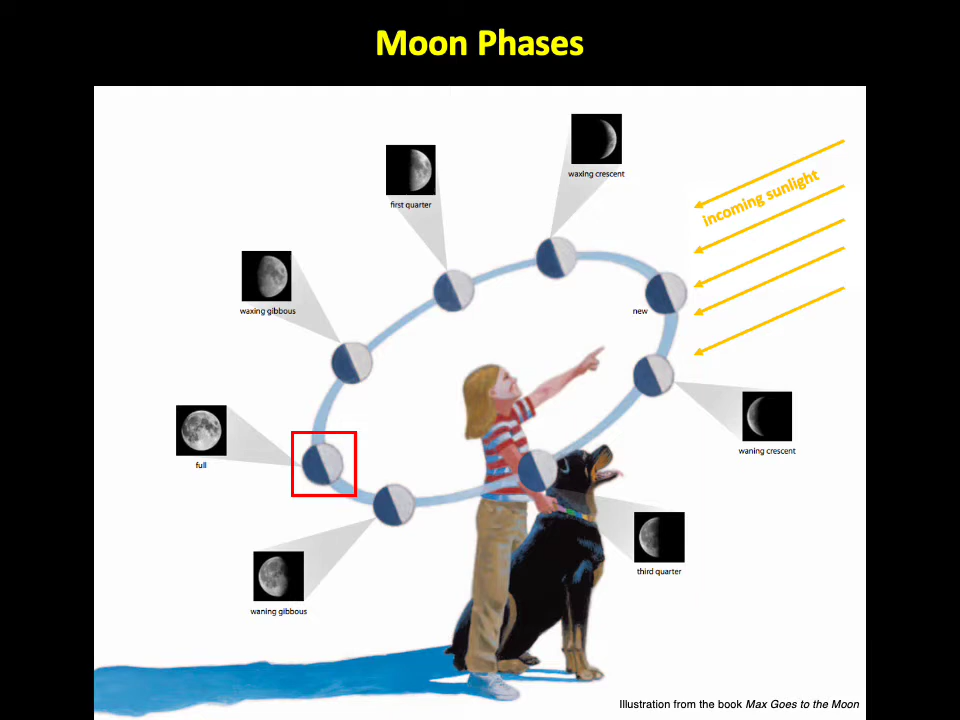 Moon Phases
waxing crescent
incoming sunlight
first quarter
waxing gibbous
new
waning crescent
full
third quarter
waning gibbous
Illustration from the book Max Goes to the Moon